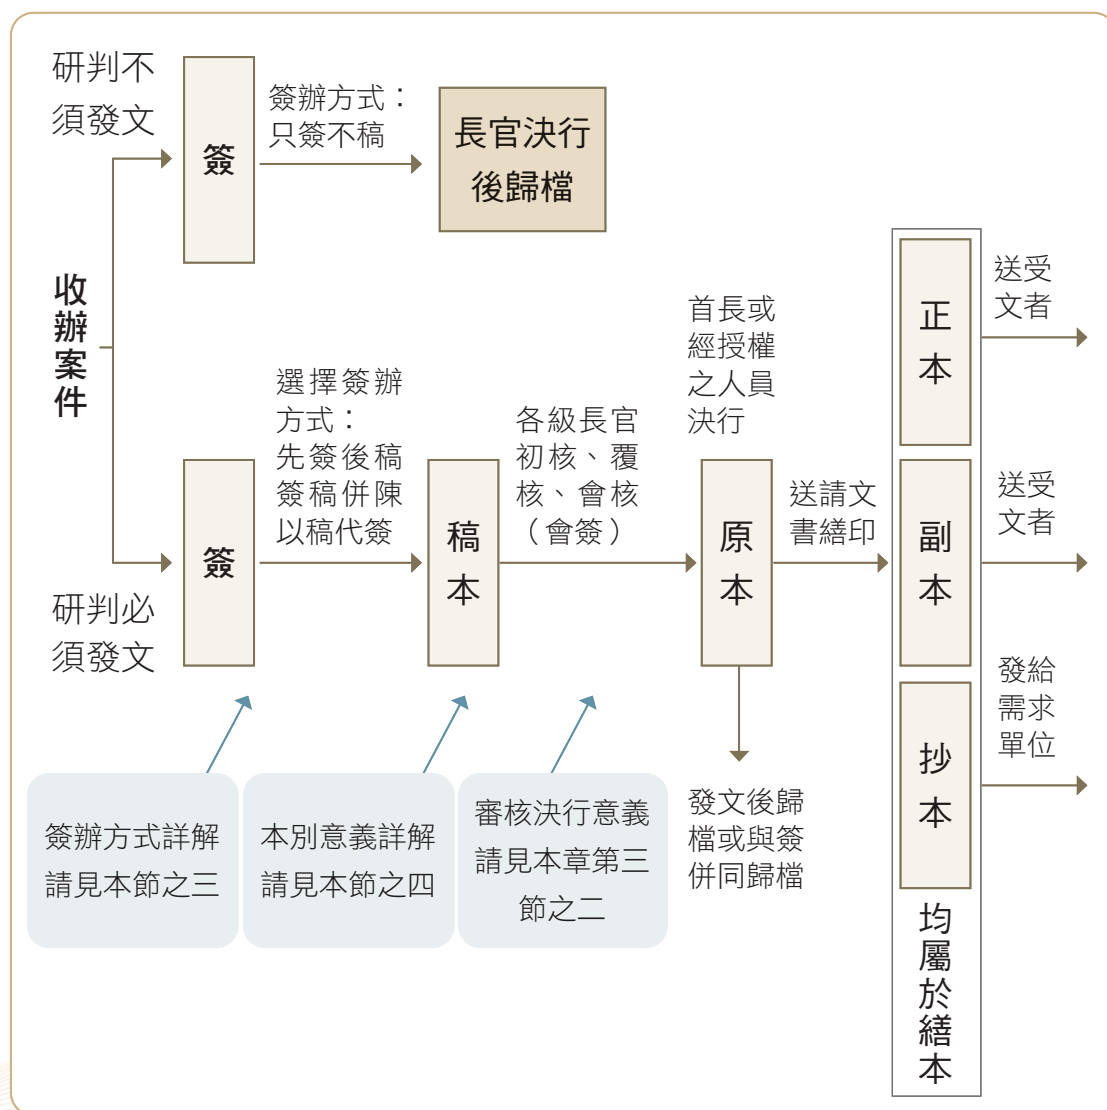 收辦案件
研判不
須發文
簽
簽辦方式：
只簽不稿
長官決行
後歸檔
研判必
須發文
簽
選擇簽辦
方式：
先簽後稿
簽稿併陳
以稿代簽
稿本
各級長官
初核、覆
核、會核
（會簽）
首長或
經授權
之人員
決行
原本
發文後歸
檔或與簽
併同歸檔
送請文
書繕印
正本
送受
文者
副本
送受
文者
抄本
發給
需求
單位
均屬於繕本
簽辦方式詳解
請見本節之三
本別意義詳解
請見本節之四
審核決行意義
請見本章第三
節之二